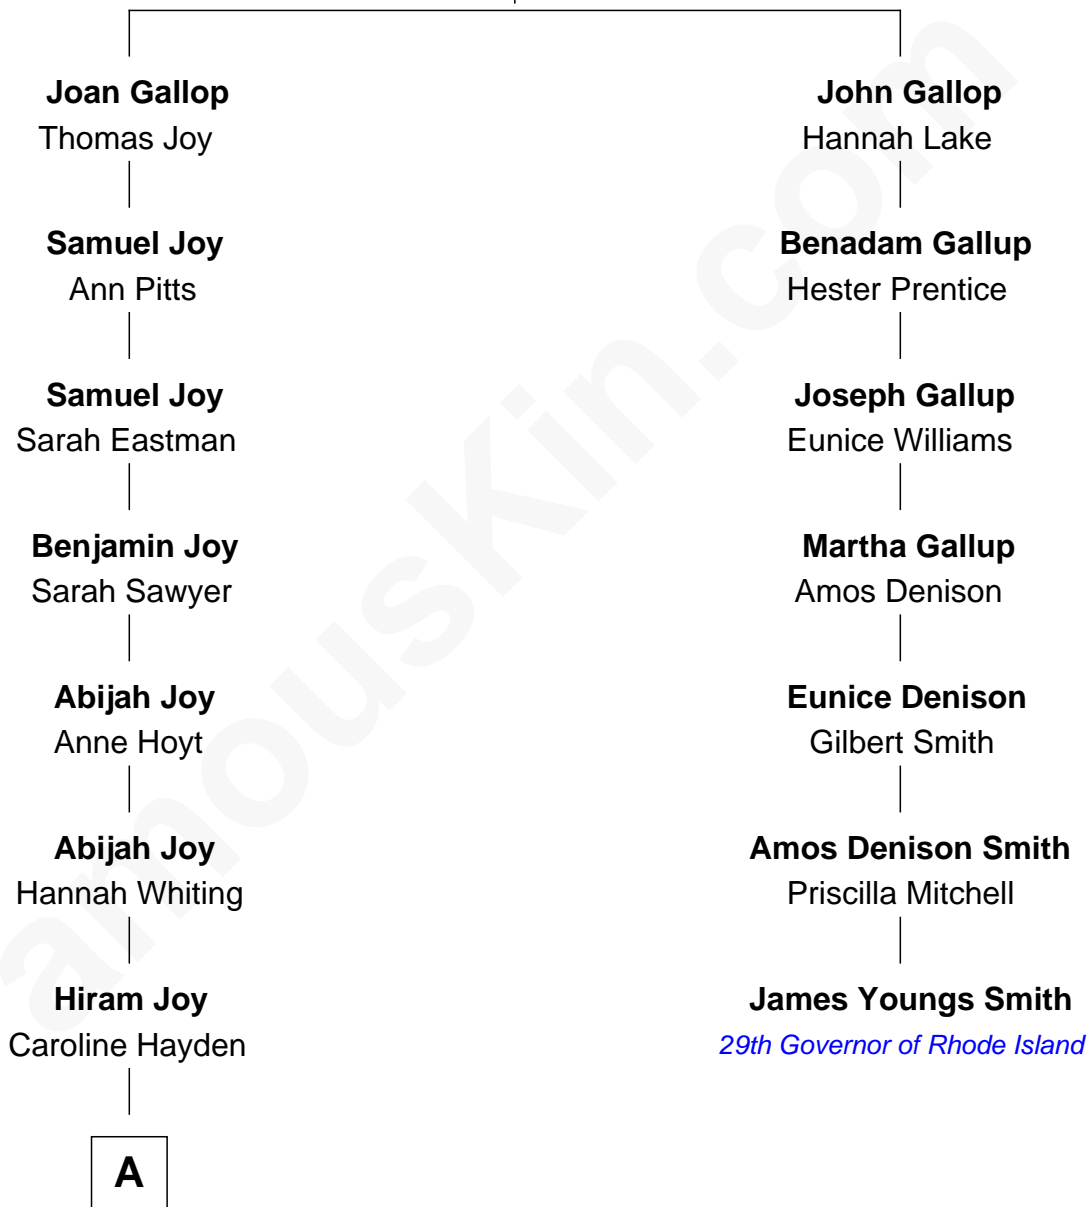 Joan Gallop
Thomas Joy
Samuel Joy
Ann Pitts
Samuel Joy
Sarah Eastman
Benjamin Joy
Sarah Sawyer
Abijah Joy
Anne Hoyt
Abijah Joy
Hannah Whiting
Hiram Joy
Caroline Hayden
A
John Gallop
Hannah Lake
Benadam Gallup
Hester Prentice
Joseph Gallup
Eunice Williams
Martha Gallup
Amos Denison
Eunice Denison
Gilbert Smith
Amos Denison Smith
Priscilla Mitchell
James Youngs Smith
29th Governor of Rhode Island
amousKin.com